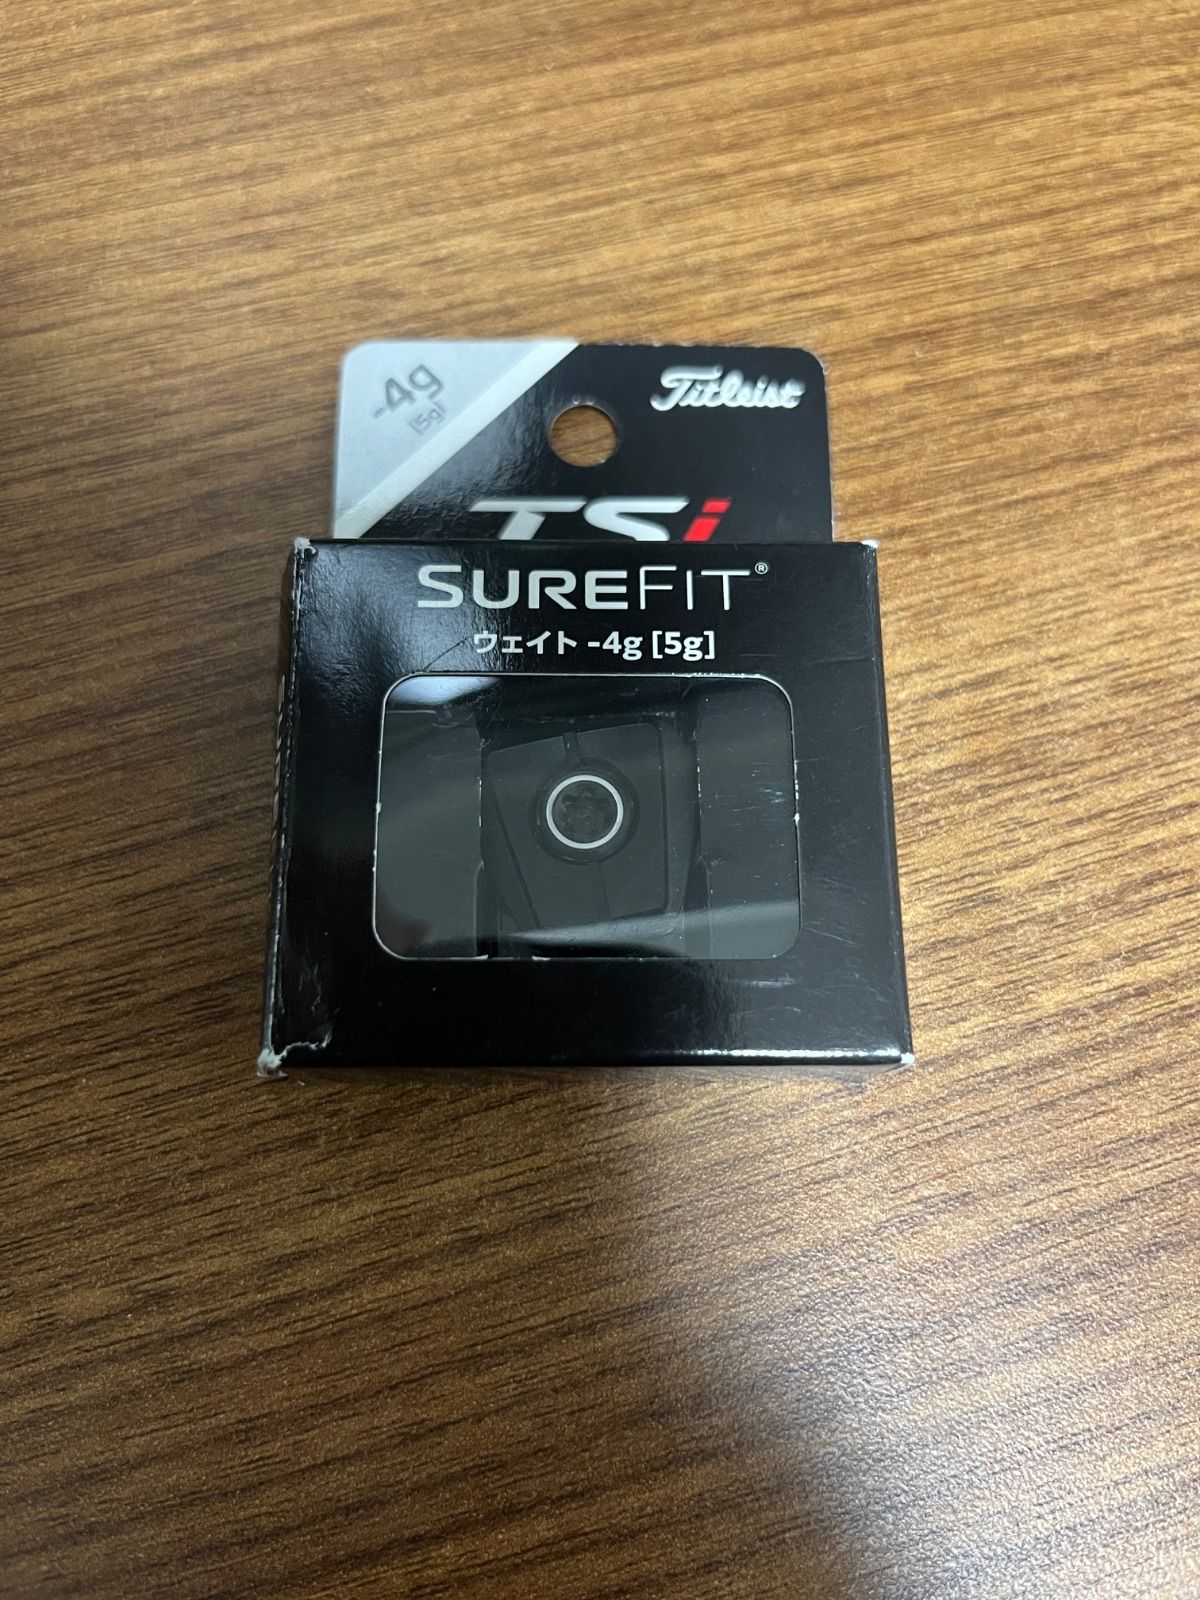 -4g
[5g]
Titleist
TSi
SUREFIT®
ウェイト -4g [5g]